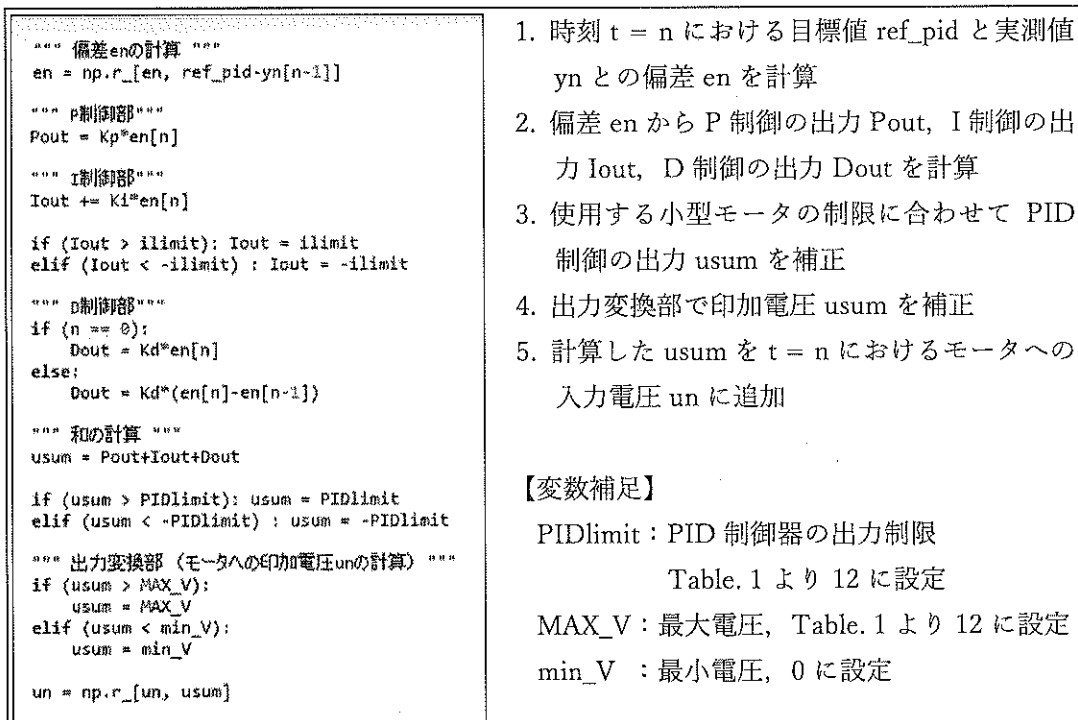 """ 偏差enの計算 """
en = np.r_[en, ref_pid-yn[n-1]]
""" P制御部"""
Pout = Kp*en[n]
""" I制御部"""
Iout += Ki*en[n]
if (Iout > ilimit): Iout = ilimit
elif (Iout < -ilimit) : Iout = -ilimit
""" D制御部"""
if (n == 0):
    Dout = Kd*en[n]
else:
    Dout = Kd*(en[n]-en[n-1])
""" 和の計算 """
usum = Pout+Iout+Dout
if (usum > PIDlimit): usum = PIDlimit
elif (usum < -PIDlimit) : usum = -PIDlimit
""" 出力変換部（モータへの印加電圧unの計算） """
if (usum > MAX_V):
    usum = MAX_V
elif (usum < min_V):
    usum = min_V
un = np.r_[un, usum]
1. 時刻 t = n における目標値 ref_pid と実測値
yn との偏差 en を計算
2. 偏差 en から P 制御の出力 Pout，I 制御の出
力 Iout，D 制御の出力 Dout を計算
3. 使用する小型モータの制限に合わせて PID
制御の出力 usum を補正
4. 出力変換部で印加電圧 usum を補正
5. 計算した usum を t = n におけるモータへの
入力電圧 un に追加
【変数補足】
PIDlimit：PID 制御器の出力制限
Table. 1 より 12 に設定
MAX_V：最大電圧，Table. 1 より 12 に設定
min_V ：最小電圧，0 に設定